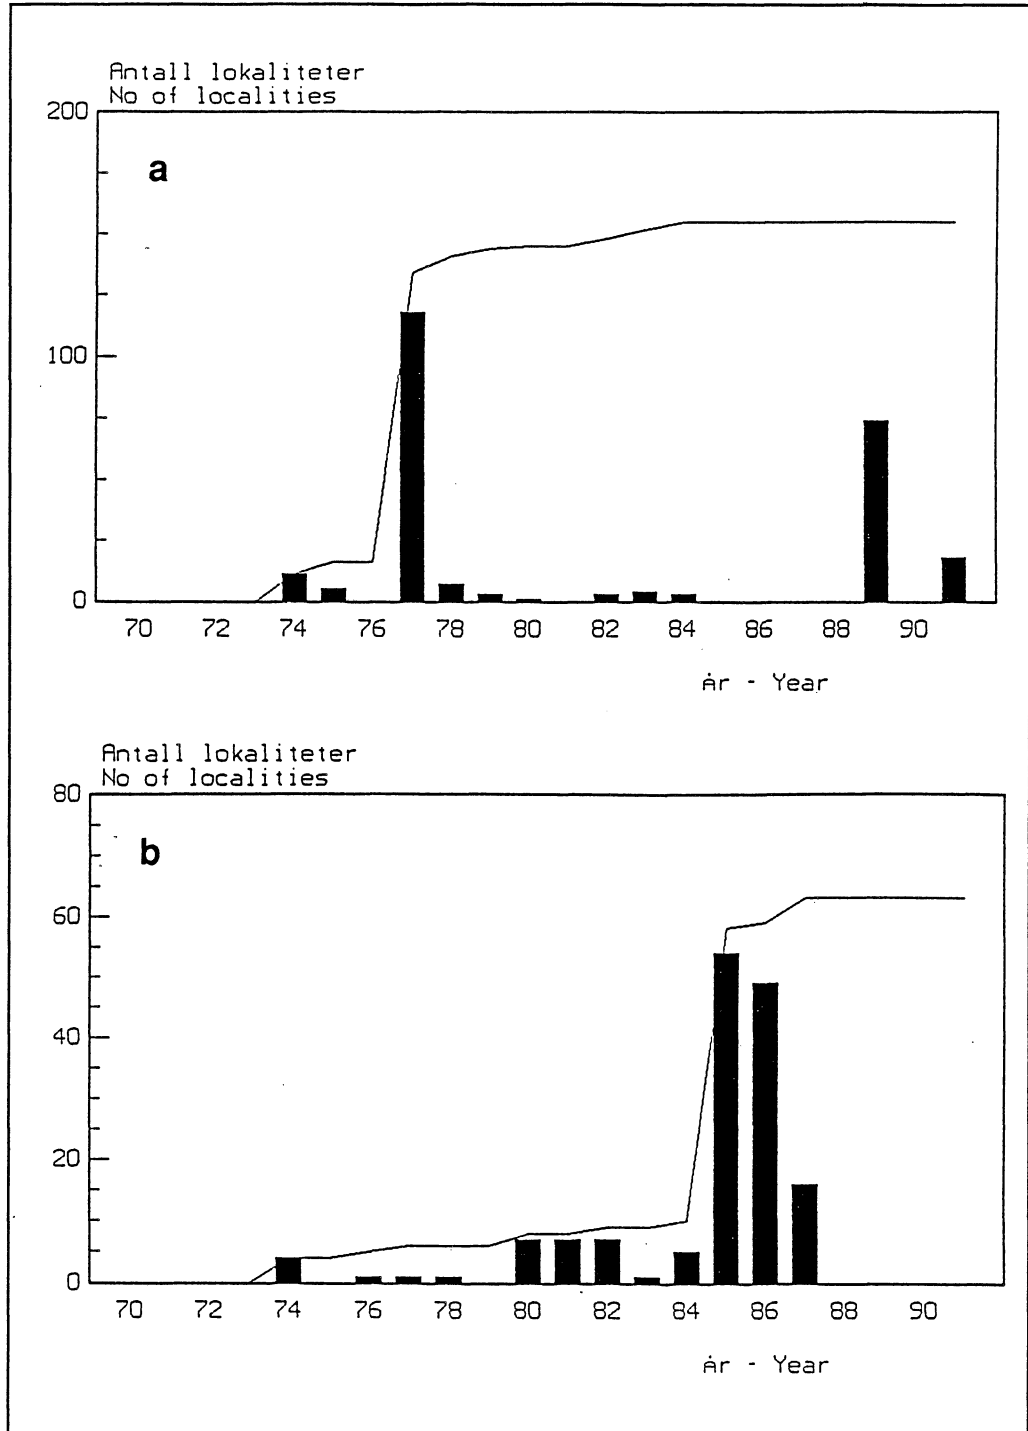 Antall lokaliteter
No of localities
200
a
100
0
70 72 74 76 78 80 82 84 86 88 90
År - Year
Antall lokaliteter
No of localities
80
b
60
40
20
0
70 72 74 76 78 80 82 84 86 88 90
År - Year